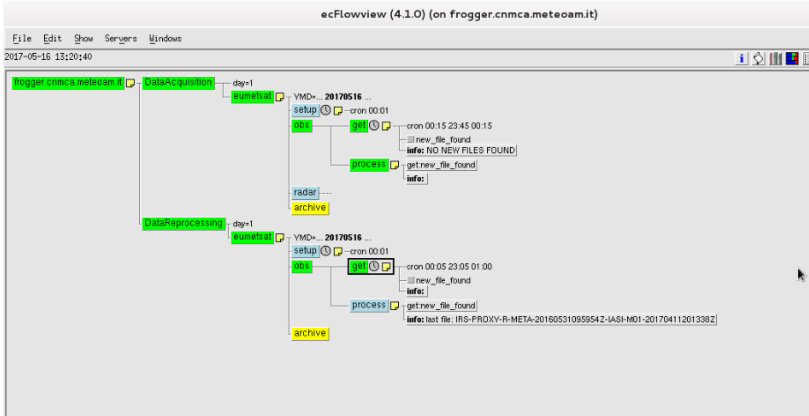 ecFlowview (4.1.0) (on frogger.cnmca.meteoam.it)
File Edit Show Servers Windows
2017-05-16 13:20:40
frogger.cnmca.meteoam.it DataAcquisition day=1
eumetsat YMD=... 20170516 ...
setup cron 00:01
obs get cron 00:15 23:45 00:15
new_file_found
info: NO NEW FILES FOUND
process get:new_file_found
info:
radar
archive
DataReprocessing day=1
eumetsat YMD=... 20170516 ...
setup cron 00:01
obs get cron 00:05 23:05 01:00
new_file_found
info:
process get:new_file_found
info: last file: IRS-PROXY-R-META-20160531095954Z-IASI-M01-20170411201338Z
archive